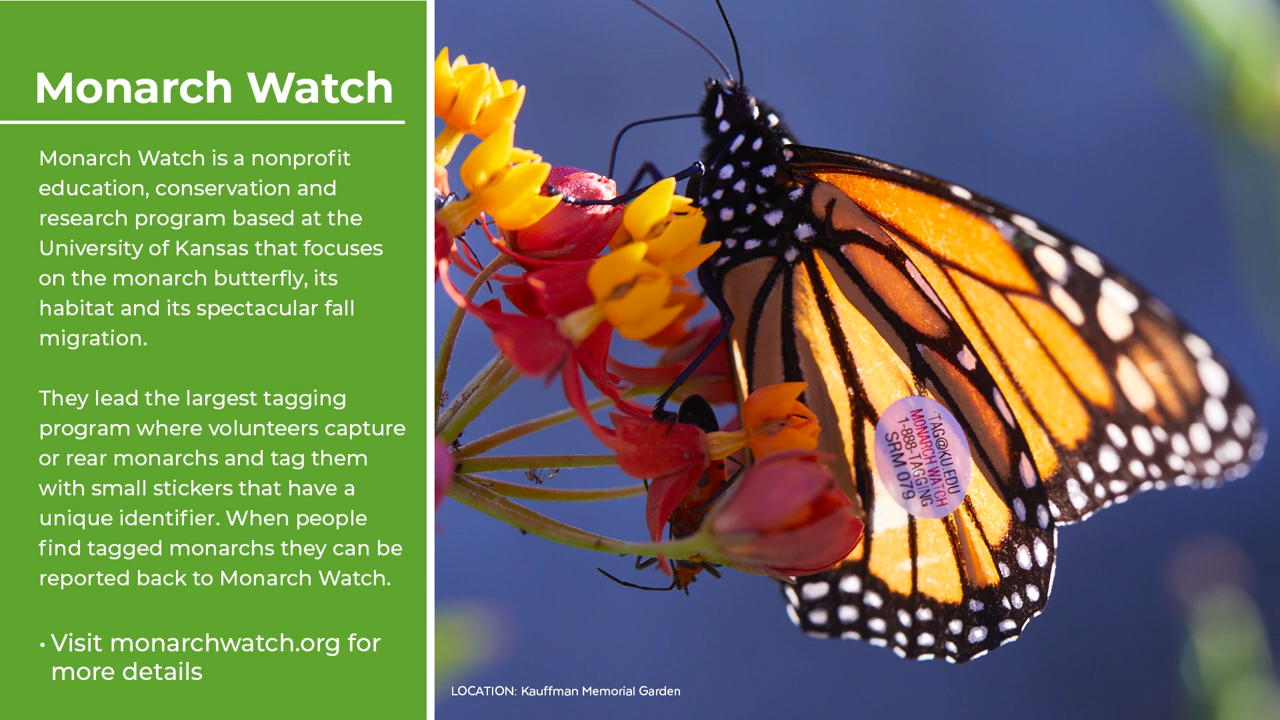 Monarch Watch
Monarch Watch is a nonprofit
education, conservation and
research program based at the
University of Kansas that focuses
on the monarch butterfly, its
habitat and its spectacular fall
migration.
They lead the largest tagging
program where volunteers capture
or rear monarchs and tag them
with small stickers that have a
unique identifier. When people
find tagged monarchs they can be
reported back to Monarch Watch.
• Visit monarchwatch.org for
more details
TAG@KU EDU
MONARCH WATCH
1-888-TAGGING
SRM 079
LOCATION: Kauffman Memorial Garden